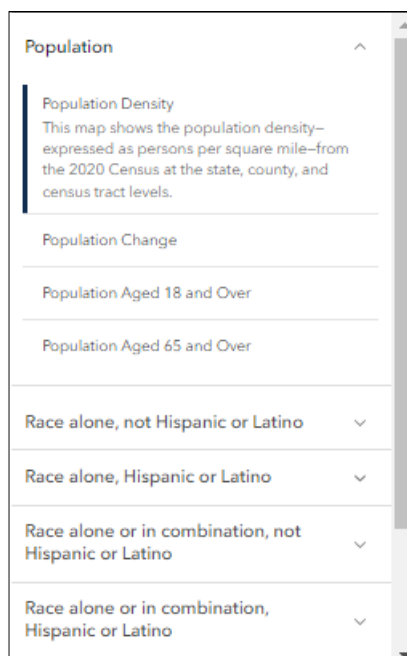 Population
Population Density
This map shows the population density–
expressed as persons per square mile–from
the 2020 Census at the state, county, and
census tract levels.
Population Change
Population Aged 18 and Over
Population Aged 65 and Over
Race alone, not Hispanic or Latino
Race alone, Hispanic or Latino
Race alone or in combination, not
Hispanic or Latino
Race alone or in combination,
Hispanic or Latino